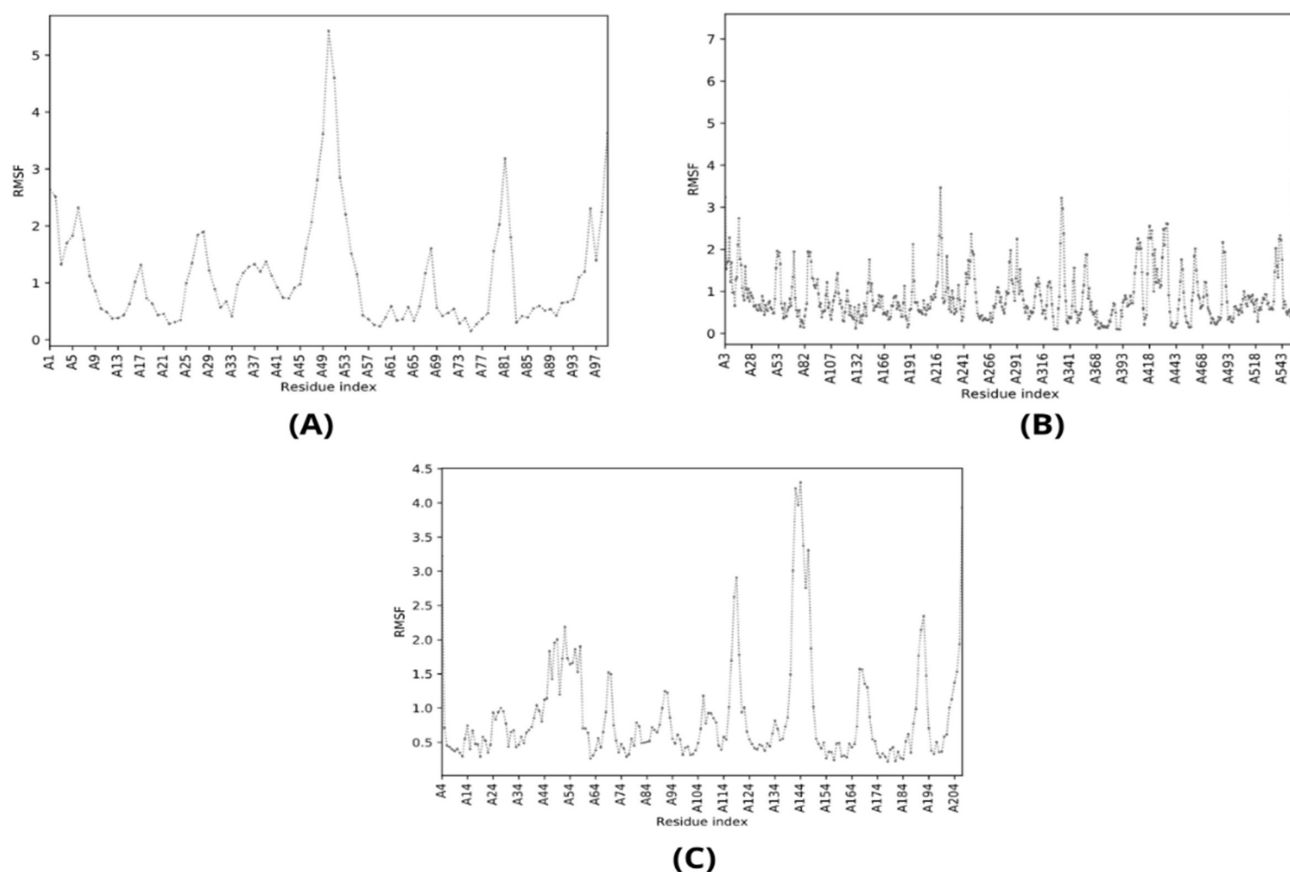 5
4
3
2
1
0
RMSF
A1
A5
A9
A13
A17
A21
A25
A29
A33
A37
A41
A45
A49
A53
A57
A61
A65
A69
A73
A77
A81
A85
A89
A93
A97
Residue index
(A)
7
6
5
4
3
2
1
0
RMSF
A3
A28
A53
A82
A107
A132
A166
A191
A216
A241
A266
A291
A316
A341
A368
A393
A418
A443
A468
A493
A518
A543
Residue index
(B)
4.5
4.0
3.5
3.0
2.5
2.0
1.5
1.0
0.5
RMSF
A4
A14
A24
A34
A44
A54
A64
A74
A84
A94
A104
A114
A124
A134
A144
A154
A164
A174
A184
A194
A204
Residue index
(C)